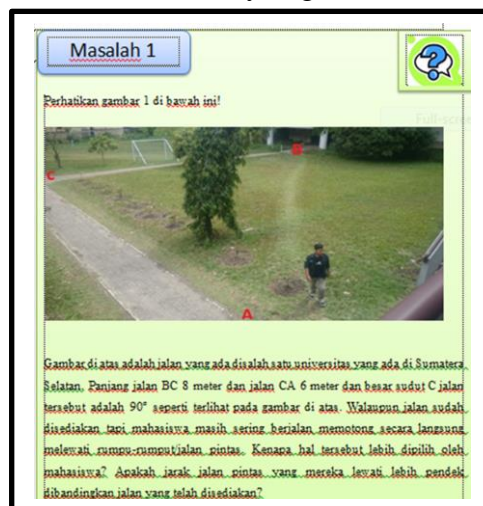 Masalah 1
Perhatikan gambar 1 di bawah ini!
Full-scree
B
C
A
Gambar di atas adalah jalan yang ada disalah satu universitas yang ada di Sumatera
Selatan. Panjang jalan BC 8 meter dan jalan CA 6 meter dan besar sudut C jalan
tersebut adalah 90° seperti terlihat pada gambar di atas. Walaupun jalan sudah
disediakan tapi mahasiswa masih sering berjalan memotong secara langsung
melewati rumpu-rumput/jalan pintas. Kenapa hal tersebut lebih dipilih oleh
mahasiswa? Apakah jarak jalan pintas yang mereka lewati lebih pendek
dibandingkan jalan yang telah disediakan?